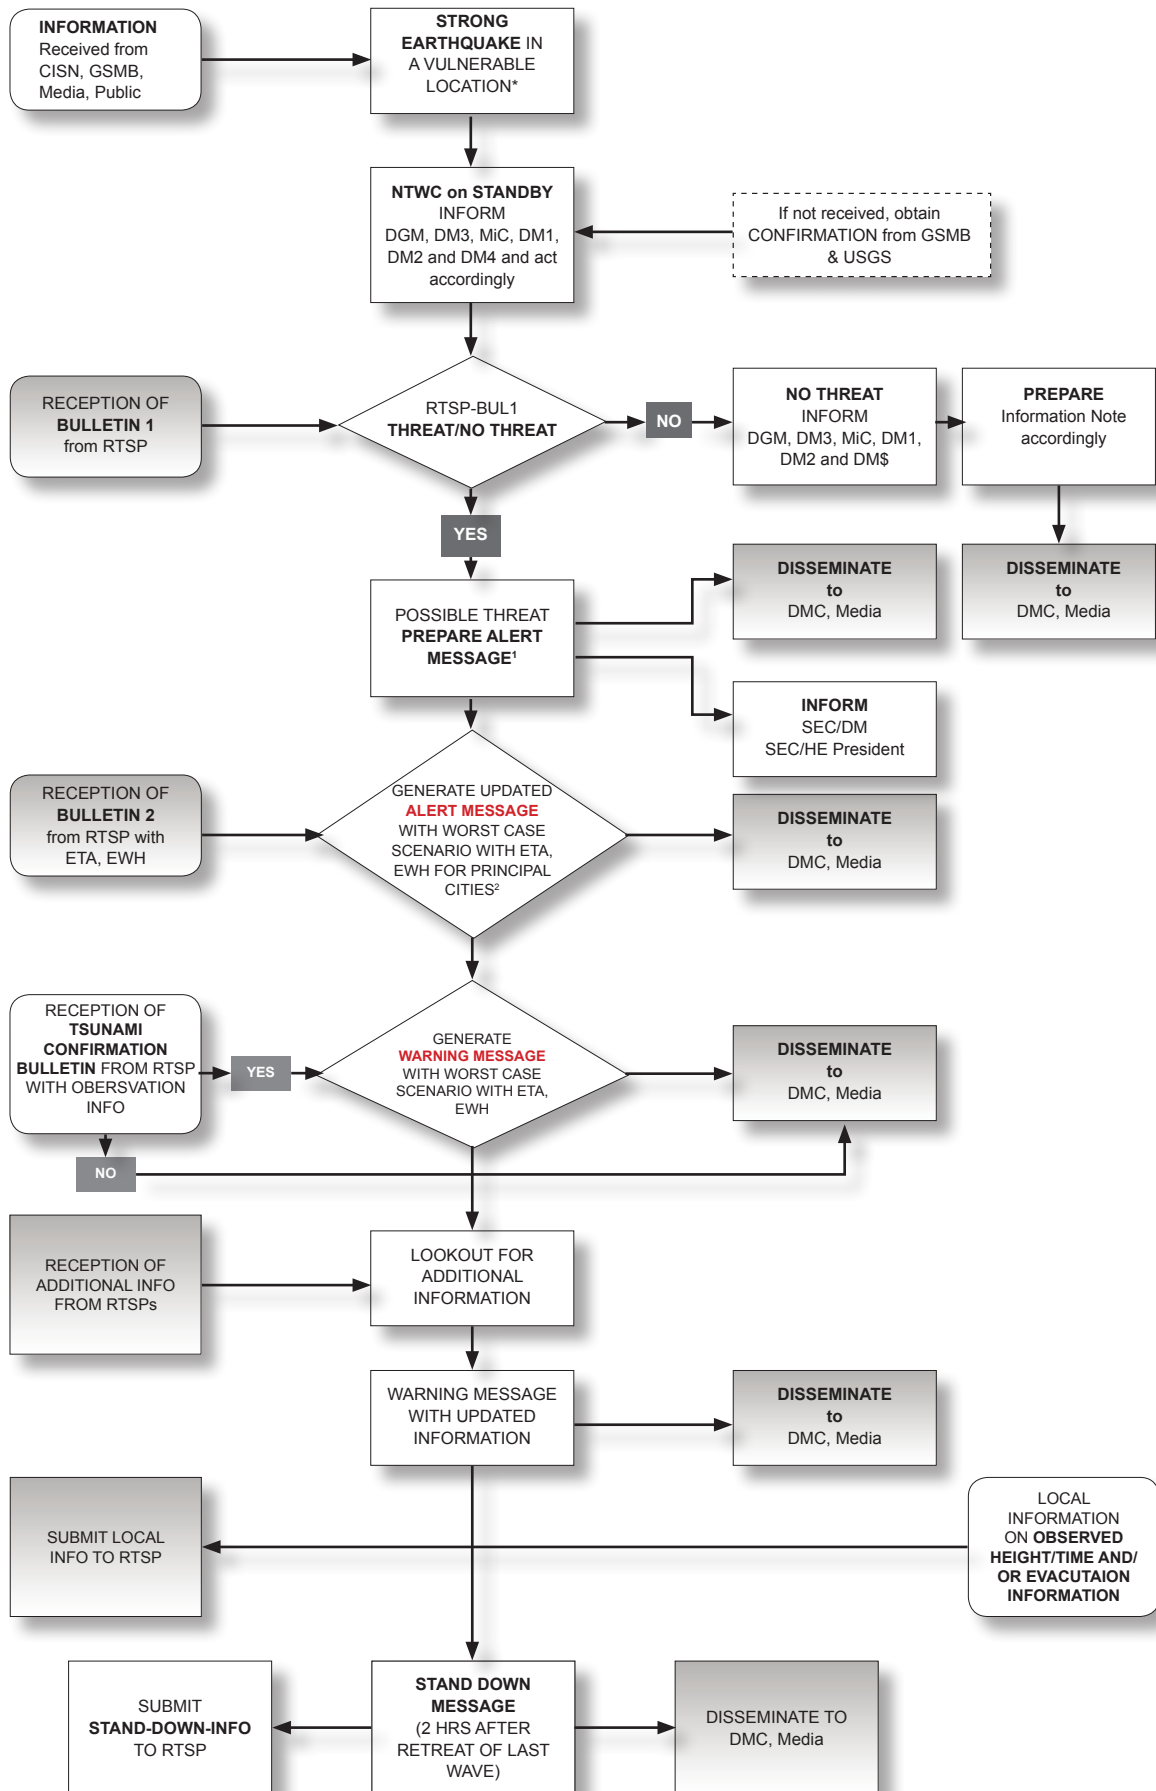 INFORMATION
Received from
CISN, GSMB,
Media, Public
STRONG
EARTHQUAKE IN
A VULNERABLE
LOCATION*
NTWC on STANDBY
INFORM
DGM, DM3, MiC, DM1,
DM2 and DM4 and act
accordingly
If not received, obtain
CONFIRMATION from GSMB
& USGS
RECEPTION OF
BULLETIN 1
from RTSP
RTSP-BUL1
THREAT/NO THREAT
NO
NO THREAT
INFORM
DGM, DM3, MiC, DM1,
DM2 and DM$
PREPARE
Information Note
accordingly
YES
DISSEMINATE
to
DMC, Media
DISSEMINATE
to
DMC, Media
POSSIBLE THREAT
PREPARE ALERT
MESSAGE¹
INFORM
SEC/DM
SEC/HE President
RECEPTION OF
BULLETIN 2
from RTSP with
ETA, EWH
GENERATE UPDATED
ALERT MESSAGE
WITH WORST CASE
SCENARIO WITH ETA,
EWH FOR PRINCIPAL
CITIES²
DISSEMINATE
to
DMC, Media
RECEPTION OF
TSUNAMI
CONFIRMATION
BULLETIN FROM RTSP
WITH OBERSVATION
INFO
YES
GENERATE
WARNING MESSAGE
WITH WORST CASE
SCENARIO WITH ETA,
EWH
DISSEMINATE
to
DMC, Media
NO
RECEPTION OF
ADDITIONAL INFO
FROM RTSPs
LOOKOUT FOR
ADDITIONAL
INFORMATION
WARNING MESSAGE
WITH UPDATED
INFORMATION
DISSEMINATE
to
DMC, Media
SUBMIT LOCAL
INFO TO RTSP
LOCAL
INFORMATION
ON OBSERVED
HEIGHT/TIME AND/
OR EVACUTAION
INFORMATION
SUBMIT
STAND-DOWN-INFO
TO RTSP
STAND DOWN
MESSAGE
(2 HRS AFTER
RETREAT OF LAST
WAVE)
DISSEMINATE TO
DMC, Media